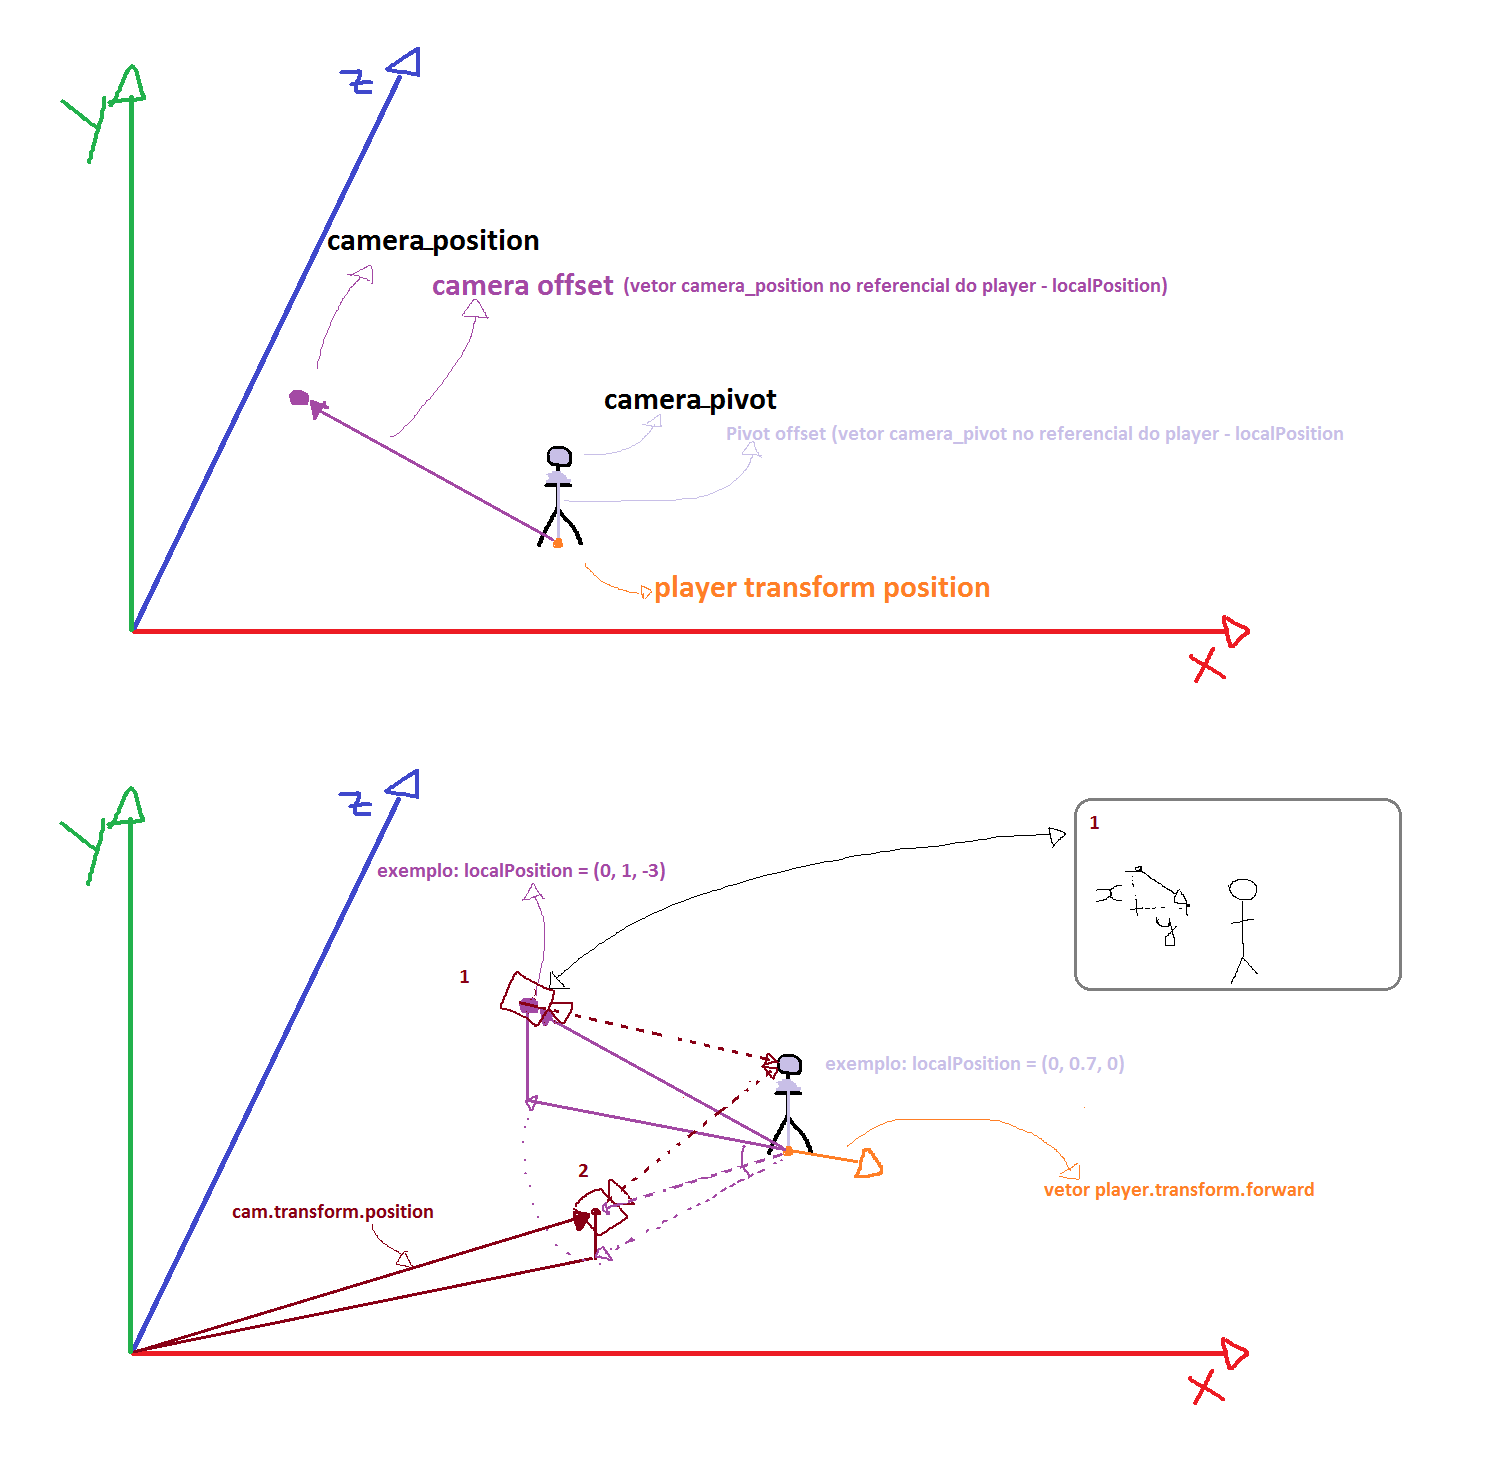 Z
Y
camera_position
camera offset (vetor camera_position no referencial do player - localPosition)
camera_pivot
Pivot offset (vetor camera_pivot no referencial do player - localPosition
player transform position
X
Z
Y
1
exemplo: localPosition = (0, 1, -3)
x
y
1
exemplo: localPosition = (0, 0.7, 0)
2
vetor player.transform.forward
cam.transform.position
X